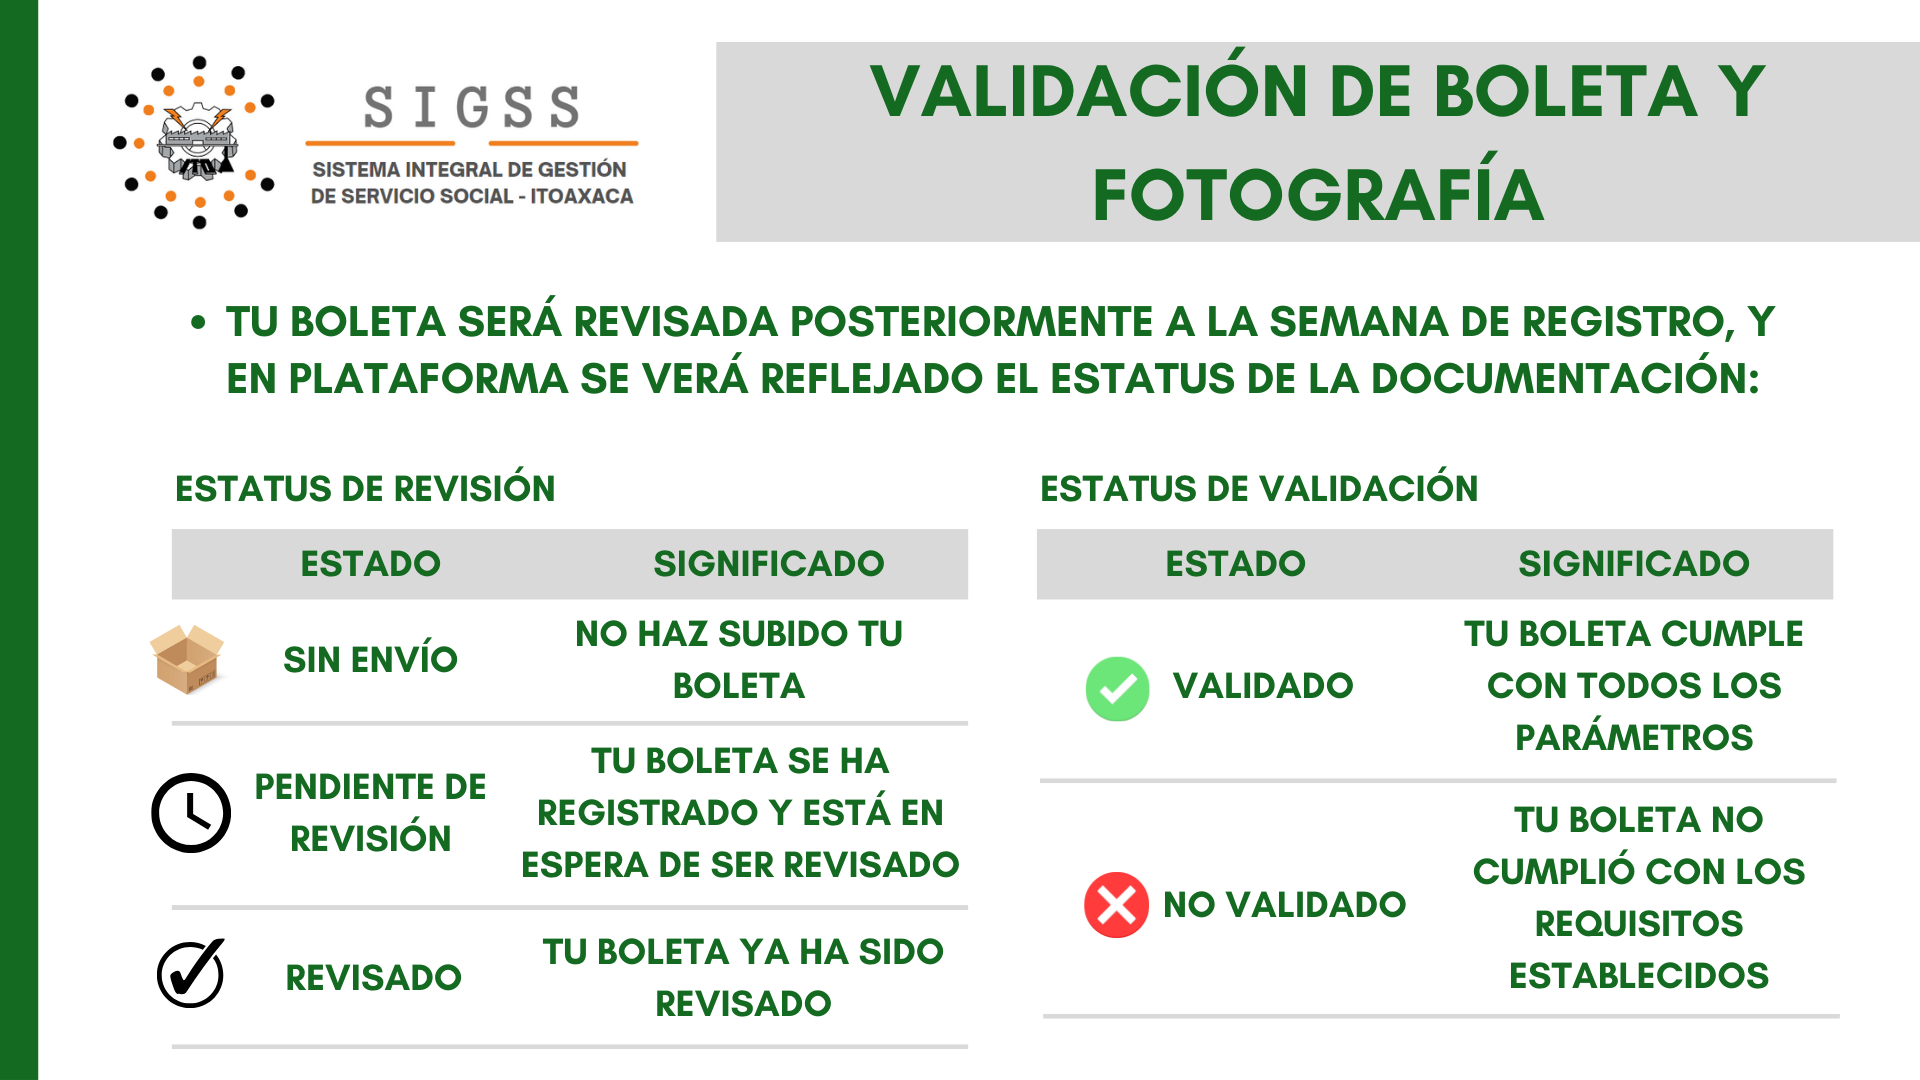 SIGSS
SISTEMA INTEGRAL DE GESTIÓN
DE SERVICIO SOCIAL - ITOAXACA
VALIDACIÓN DE BOLETA Y
FOTOGRAFÍA
• TU BOLETA SERÁ REVISADA POSTERIORMENTE A LA SEMANA DE REGISTRO, Y
EN PLATAFORMA SE VERÁ REFLEJADO EL ESTATUS DE LA DOCUMENTACIÓN:
ESTATUS DE REVISIÓN
ESTADO
SIGNIFICADO
SIN ENVÍO
NO HAZ SUBIDO TU
BOLETA
PENDIENTE DE
REVISIÓN
TU BOLETA SE HA
REGISTRADO Y ESTÁ EN
ESPERA DE SER REVISADO
REVISADO
TU BOLETA YA HA SIDO
REVISADO
ESTATUS DE VALIDACIÓN
ESTADO
SIGNIFICADO
VALIDADO
TU BOLETA CUMPLE
CON TODOS LOS
PARÁMETROS
NO VALIDADO
TU BOLETA NO
CUMPLIÓ CON LOS
REQUISITOS
ESTABLECIDOS